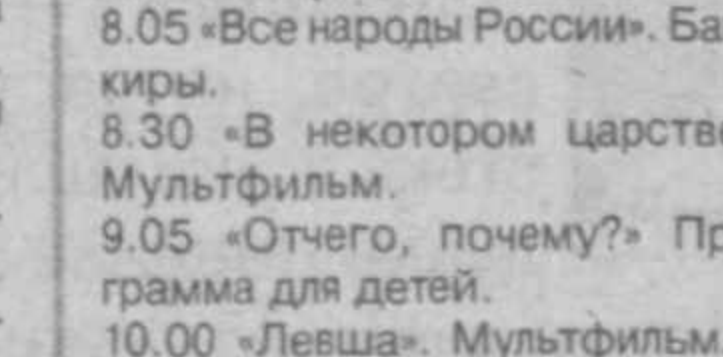 8.05 «Все народы России». Ба
киры.
8.30 «В некотором царств
Мультфильм.
9.05 «Отчего, почему?» Пр
грамма для детей.
10.00 «Левша». Мультфильм